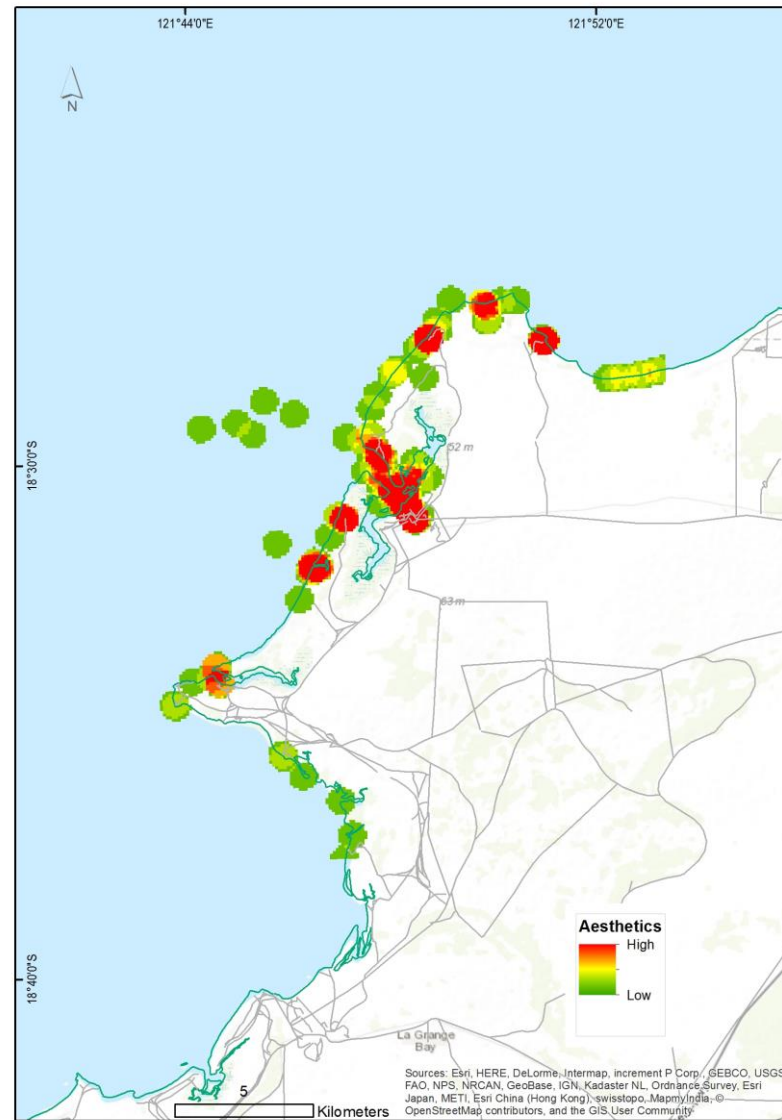 121°44'0"E
121°52'0"E
N
18°30'0"S
52 m
63 m
18°40'0"S
Aesthetics
High
Low
La Grange
Bay
Sources: Esri, HERE, DeLorme, Intermap, increment P Corp., GEBCO, USGS
FAO, NPS, NRCAN, GeoBase, IGN, Kadaster NL, Ordnance Survey, Esri
Japan, METI, Esri China (Hong Kong), swisstopo, MapmyIndia, ©
OpenStreetMap contributors, and the GIS User Community
5
Kilometers